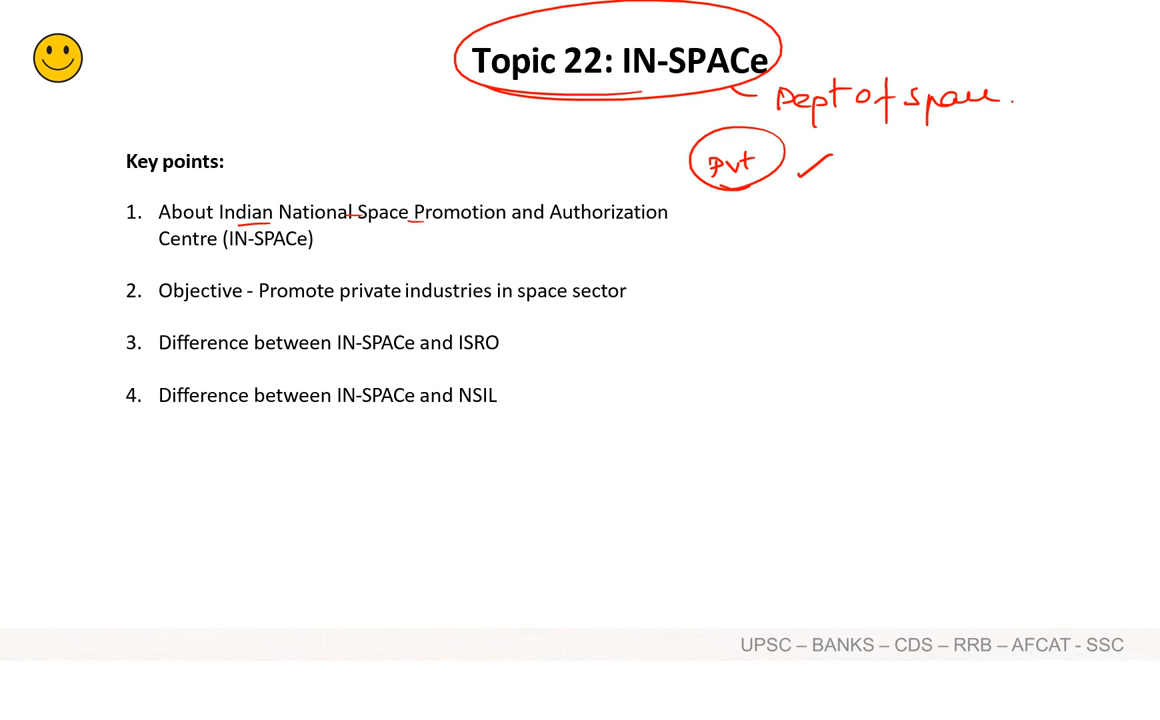 Topic 22: IN-SPACe
Dept of space.
Pvt
Key points:
1. About Indian National Space Promotion and Authorization
Centre (IN-SPACe)
2. Objective - Promote private industries in space sector
3. Difference between IN-SPACe and ISRO
4. Difference between IN-SPACe and NSIL
UPSC – BANKS – CDS – RRB – AFCAT - SSC